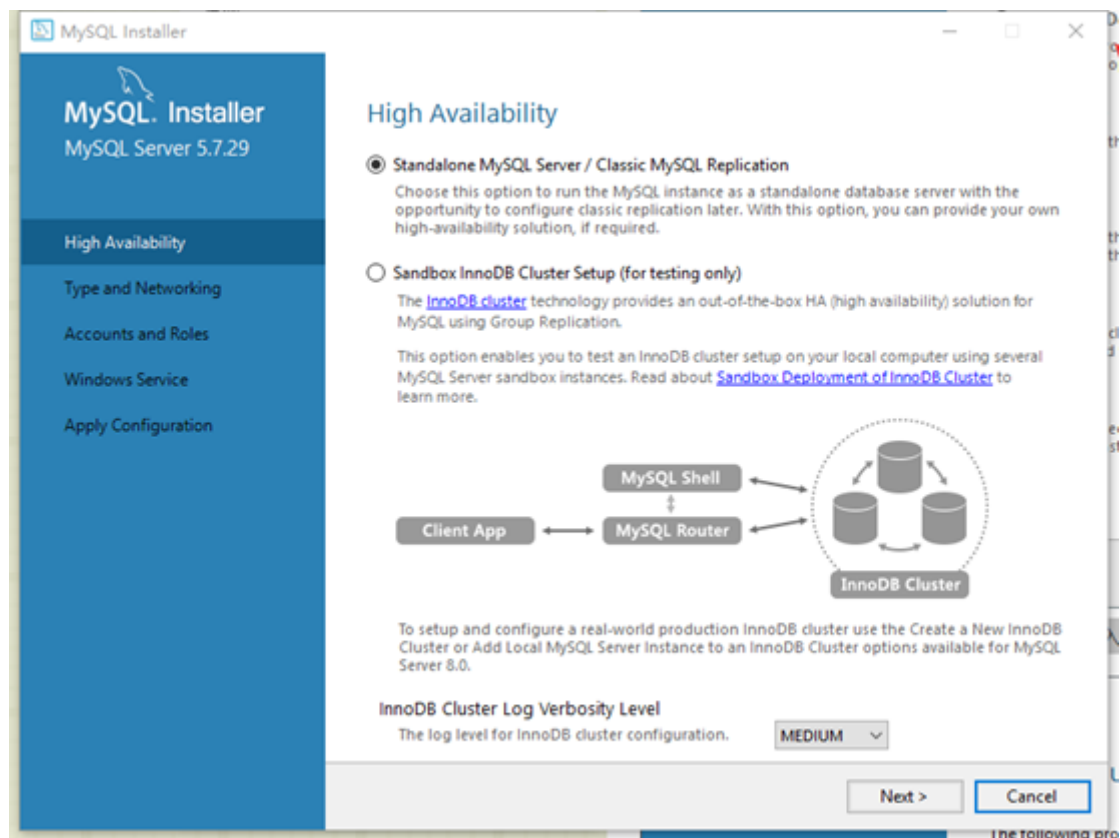 MySQL Installer
MySQL. Installer
MySQL Server 5.7.29
High Availability
Type and Networking
Accounts and Roles
Windows Service
Apply Configuration
High Availability
Standalone MySQL Server / Classic MySQL Replication
Choose this option to run the MySQL instance as a standalone database server with the
opportunity to configure classic replication later. With this option, you can provide your own
high-availability solution, if required.
Sandbox InnoDB Cluster Setup (for testing only)
The InnoDB cluster technology provides an out-of-the-box HA (high availability) solution for
MySQL using Group Replication.
This option enables you to test an InnoDB cluster setup on your local computer using several
MySQL Server sandbox instances. Read about Sandbox Deployment of InnoDB Cluster to
learn more.
MySQL Shell
Client App
MySQL Router
InnoDB Cluster
To setup and configure a real-world production InnoDB cluster use the Create a New InnoDB
Cluster or Add Local MySQL Server Instance to an InnoDB Cluster options available for MySQL
Server 8.0.
InnoDB Cluster Log Verbosity Level
The log level for InnoDB cluster configuration.
MEDIUM
Next >
Cancel
The following